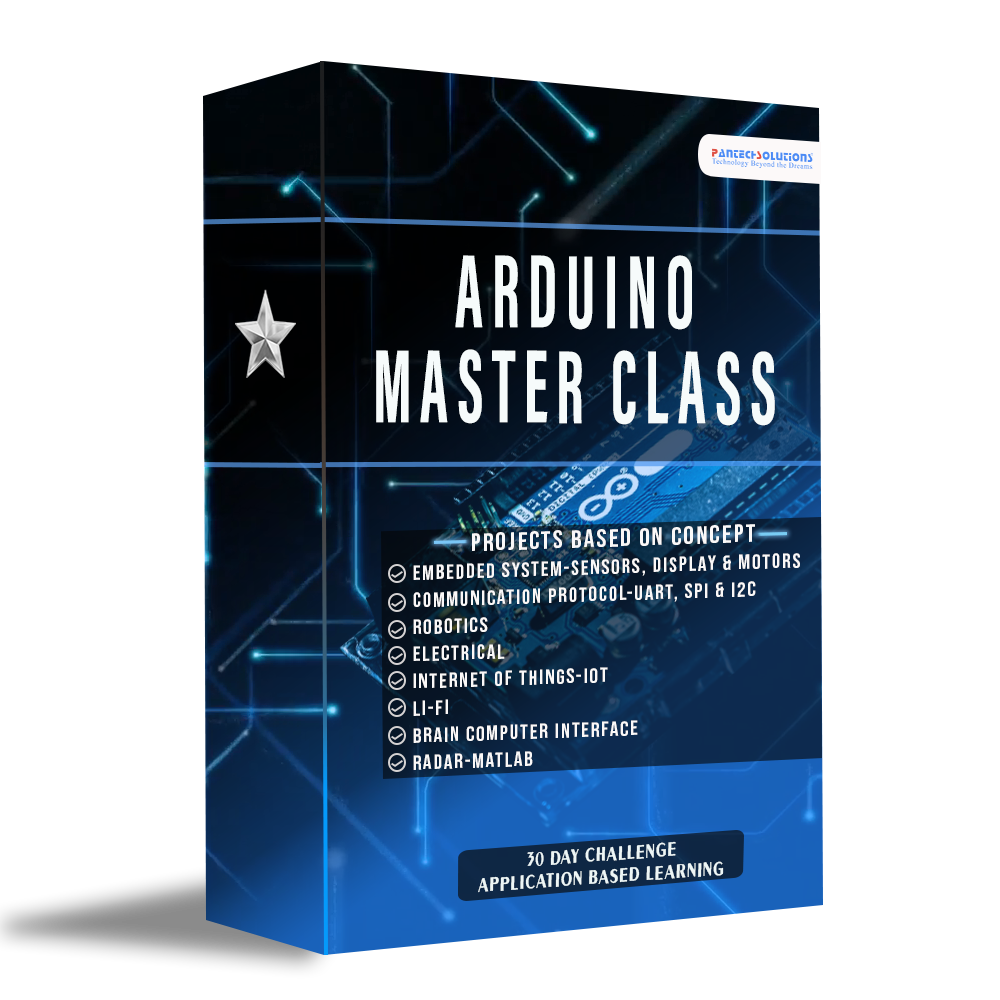 PANTECHSOLUTIONS
Technology Beyond the Dreams
ARDUINO
MASTER CLASS
DIGITAL
PROJECTS BASED ON CONCEPT
EMBEDDED SYSTEM-SENSORS, DISPLAY & MOTORS
COMMUNICATION PROTOCOL-UART, SPI & I2C
ROBOTICS
ELECTRICAL
INTERNET OF THINGS-IOT
LI-FI
BRAIN COMPUTER INTERFACE
RADAR-MATLAB
30 DAY CHALLENGE
APPLICATION BASED LEARNING